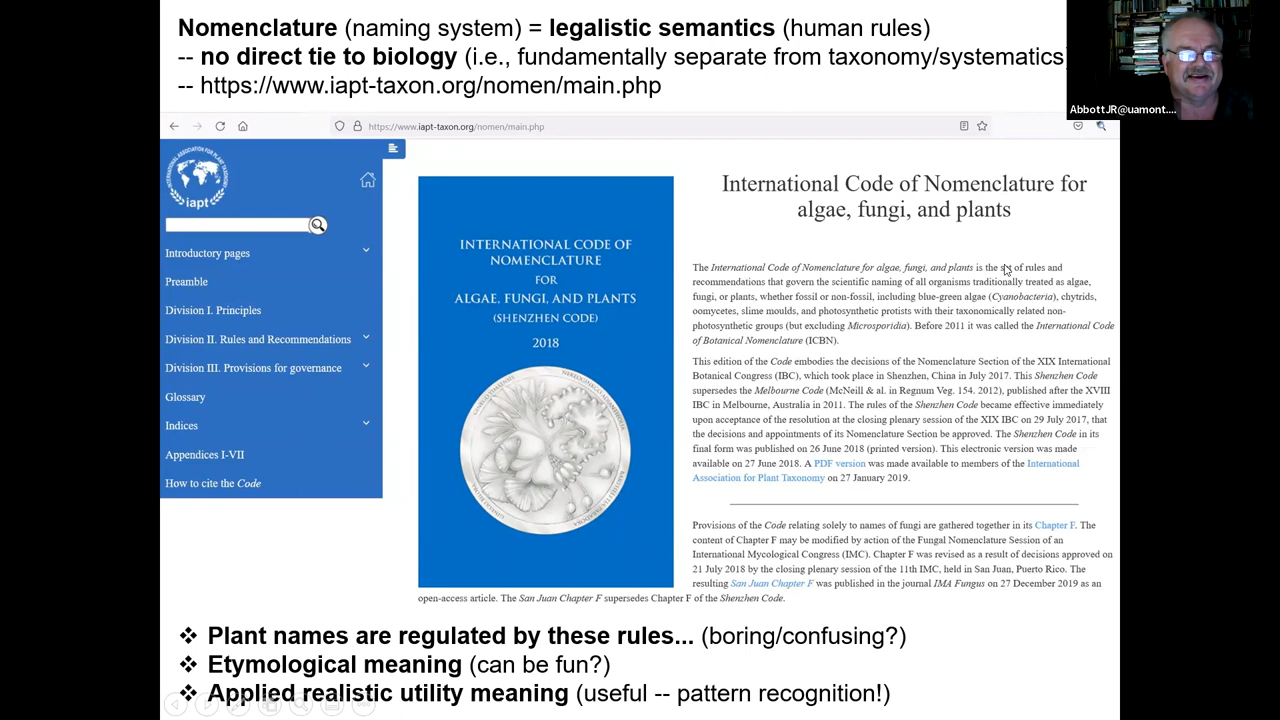 Nomenclature (naming system) = legalistic semantics (human rules)
-- no direct tie to biology (i.e., fundamentally separate from taxonomy/systematics)
-- https://www.iapt-taxon.org/nomen/main.php
AbbottJR@uamont....
https://www.iapt-taxon.org/nomen/main.php
INTERNATIONAL ASSOCIATION FOR PLANT TAXONOMY
iapt
Introductory pages
Preamble
Division I. Principles
Division II. Rules and Recommendations
Division III. Provisions for governance
Glossary
Indices
Appendices I-VII
How to cite the Code
INTERNATIONAL CODE OF
NOMENCLATURE
FOR
ALGAE, FUNGI, AND PLANTS
(SHENZHEN CODE)
2018
International Code of Nomenclature for
algae, fungi, and plants
The International Code of Nomenclature for algae, fungi, and plants is the set of rules and
recommendations that govern the scientific naming of all organisms traditionally treated as algae,
fungi, or plants, whether fossil or non-fossil, including blue-green algae (Cyanobacteria), chytrids,
oomycetes, slime moulds, and photosynthetic protists with their taxonomically related non-
photosynthetic groups (but excluding Microsporidia). Before 2011 it was called the International Code
of Botanical Nomenclature (ICBN).
This edition of the Code embodies the decisions of the Nomenclature Section of the XIX International
Botanical Congress (IBC), which took place in Shenzhen, China in July 2017. This Shenzhen Code
supersedes the Melbourne Code (McNeill & al. in Regnum Veg. 154. 2012), published after the XVIII
IBC in Melbourne, Australia in 2011. The rules of the Shenzhen Code became effective immediately
upon acceptance of the resolution at the closing plenary session of the XIX IBC on 29 July 2017, that
the decisions and appointments of its Nomenclature Section be approved. The Shenzhen Code in its
final form was published on 26 June 2018 (printed version). This electronic version was made
available on 27 June 2018. A PDF version was made available to members of the International
Association for Plant Taxonomy on 27 January 2019.
Provisions of the Code relating solely to names of fungi are gathered together in its Chapter F. The
content of Chapter F may be modified by action of the Fungal Nomenclature Session of an
International Mycological Congress (IMC). Chapter F was revised as a result of decisions approved on
21 July 2018 by the closing plenary session of the 11th IMC, held in San Juan, Puerto Rico. The
resulting San Juan Chapter F was published in the journal IMA Fungus on 27 December 2019 as an
open-access article. The San Juan Chapter F supersedes Chapter F of the Shenzhen Code.
❖ Plant names are regulated by these rules... (boring/confusing?)
❖ Etymological meaning (can be fun?)
❖ Applied realistic utility meaning (useful -- pattern recognition!)